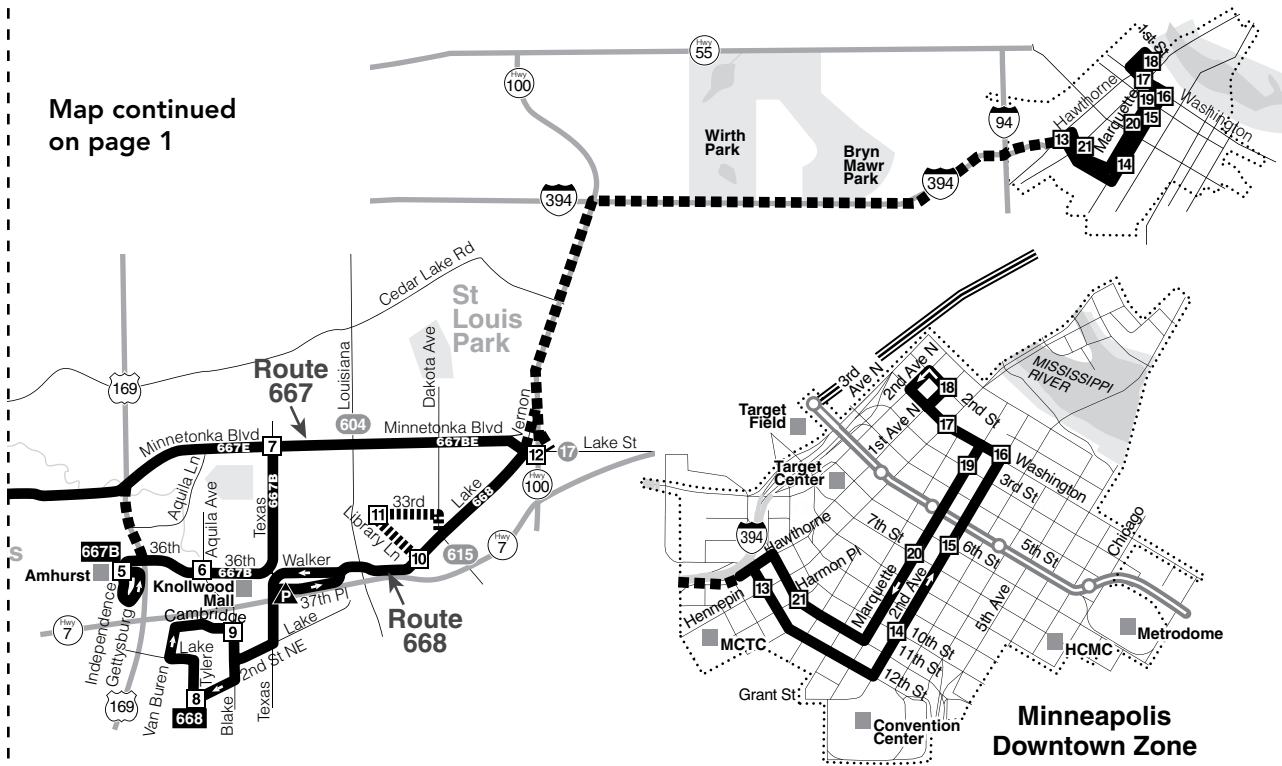 Map continued
on page 1
Hwy
55
Hwy
100
94
394
394
Wirth
Park
Bryn
Mawr
Park
1st S
18
17
Hawthorne
Marquette
19
16
Washington
20
15
13
21
14
Cedar Lake Rd
St
Louis
Park
169
Route
667
Louisiana
Dakota Ave
604
Vernon
Minnetonka Blvd
667E
7
Minnetonka Blvd
667BE
12
17
Lake St
Hwy
100
Aquila Ln
Aquila Ave
Texas
667B
Lake
668
11
33rd
Library Ln
s
667B
36th
Amhurst
5
6
36th
667B
Walker
10
615
Hwy
7
Knollwood
Mall
P
37th Pl
Route
668
Independence
Gettysburg
Cambridge
9
Lake
Hwy
7
Lake
Tyler
2nd St NE
Van Buren
8
668
Blake
Texas
169
3rd
Ave N
2nd Ave N
18
2nd St
MISSISSIPPI
RIVER
Target
Field
1st Ave N
17
16
Washington
19
3rd St
Target
Center
394
Hawthorne
7th St
20
15
6th St
5th St
Chicago
Harmon Pl
Marquette
2nd Ave
5th Ave
13
21
Hennepin
14
10th St
11th St
12th St
MCTC
HCMC
Metrodome
Grant St
Convention
Center
Minneapolis
Downtown Zone